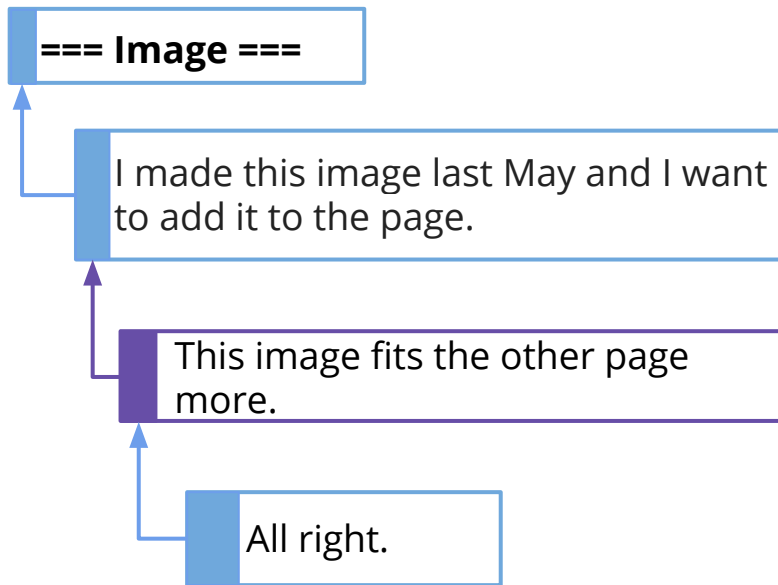 === Image ===
I made this image last May and I want
to add it to the page.
This image fits the other page
more.
All right.